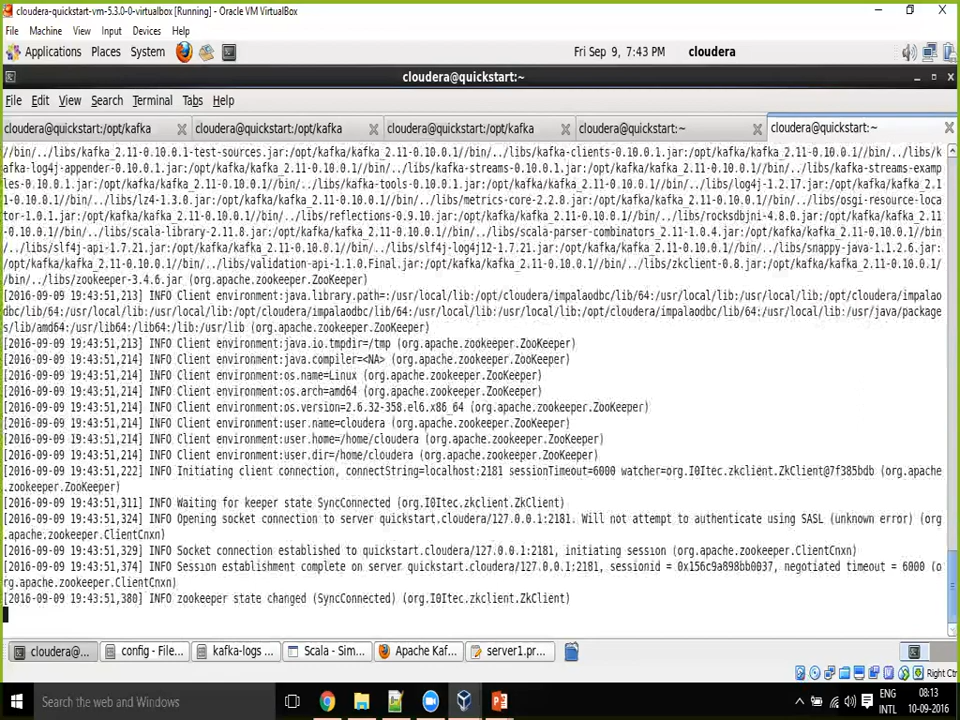 cloudera-quickstart-vm-5.3.0-0-virtualbox [Running] - Oracle VM VirtualBox
File Machine View Input Devices Help
Applications Places System Fri Sep 9, 7:43 PM cloudera
cloudera@quickstart:~
File Edit View Search Terminal Tabs Help
cloudera@quickstart:/opt/kafka cloudera@quickstart:/opt/kafka cloudera@quickstart:/opt/kafka cloudera@quickstart:~ cloudera@quickstart:~
//bin/../libs/kafka_2.11-0.10.0.1-test-sources.jar:/opt/kafka/kafka_2.11-0.10.0.1//bin/../libs/kafka-clients-0.10.0.1.jar:/opt/kafka/kafka_2.11-0.10.0.1//bin/../libs/k
afka-log4j-appender-0.10.0.1.jar:/opt/kafka/kafka_2.11-0.10.0.1//bin/../libs/kafka-streams-0.10.0.1.jar:/opt/kafka/kafka_2.11-0.10.0.1//bin/../libs/kafka-streams-examp
les-0.10.0.1.jar:/opt/kafka/kafka_2.11-0.10.0.1//bin/../libs/kafka-tools-0.10.0.1.jar:/opt/kafka/kafka_2.11-0.10.0.1//bin/../libs/log4j-1.2.17.jar:/opt/kafka/kafka_2.1
1-0.10.0.1//bin/../libs/lz4-1.3.0.jar:/opt/kafka/kafka_2.11-0.10.0.1//bin/../libs/metrics-core-2.2.0.jar:/opt/kafka/kafka_2.11-0.10.0.1//bin/../libs/osgi-resource-loca
tor-1.0.1.jar:/opt/kafka/kafka_2.11-0.10.0.1//bin/../libs/reflections-0.9.10.jar:/opt/kafka/kafka_2.11-0.10.0.1//bin/../libs/rocksdbjni-4.8.0.jar:/opt/kafka/kafka_2.11
-0.10.0.1//bin/../libs/scala-library-2.11.8.jar:/opt/kafka/kafka_2.11-0.10.0.1//bin/../libs/scala-parser-combinators_2.11-1.0.4.jar:/opt/kafka/kafka_2.11-0.10.0.1//bin
/../libs/slf4j-api-1.7.21.jar:/opt/kafka/kafka_2.11-0.10.0.1//bin/../libs/slf4j-log4j12-1.7.21.jar:/opt/kafka/kafka_2.11-0.10.0.1//bin/../libs/snappy-java-1.1.2.6.jar:
/opt/kafka/kafka_2.11-0.10.0.1//bin/../libs/validation-api-1.1.0.Final.jar:/opt/kafka/kafka_2.11-0.10.0.1//bin/../libs/zkclient-0.8.jar:/opt/kafka/kafka_2.11-0.10.0.1/
/bin/../libs/zookeeper-3.4.6.jar (org.apache.zookeeper.ZooKeeper)
[2016-09-09 19:43:51,213] INFO Client environment:java.library.path=:/usr/local/lib:/opt/cloudera/impalaodbc/lib/64:/usr/local/lib:/usr/local/lib:/opt/cloudera/impalao
dbc/lib/64:/usr/local/lib:/opt/cloudera/impalaodbc/lib/64:/usr/local/lib:/usr/local/lib:/opt/cloudera/impalaodbc/lib/64:/usr/local/lib:/usr/local/lib:/usr/java/package
s/lib/amd64:/usr/lib64:/lib64:/lib:/usr/lib (org.apache.zookeeper.ZooKeeper)
[2016-09-09 19:43:51,213] INFO Client environment:java.io.tmpdir=/tmp (org.apache.zookeeper.ZooKeeper)
[2016-09-09 19:43:51,214] INFO Client environment:java.compiler=<NA> (org.apache.zookeeper.ZooKeeper)
[2016-09-09 19:43:51,214] INFO Client environment:os.name=Linux (org.apache.zookeeper.ZooKeeper)
[2016-09-09 19:43:51,214] INFO Client environment:os.arch=amd64 (org.apache.zookeeper.ZooKeeper)
[2016-09-09 19:43:51,214] INFO Client environment:os.version=2.6.32-358.el6.x86_64 (org.apache.zookeeper.ZooKeeper)
[2016-09-09 19:43:51,214] INFO Client environment:user.name=cloudera (org.apache.zookeeper.ZooKeeper)
[2016-09-09 19:43:51,214] INFO Client environment:user.home=/home/cloudera (org.apache.zookeeper.ZooKeeper)
[2016-09-09 19:43:51,214] INFO Client environment:user.dir=/home/cloudera (org.apache.zookeeper.ZooKeeper)
[2016-09-09 19:43:51,222] INFO Initiating client connection, connectString=localhost:2181 sessionTimeout=6000 watcher=org.I0Itec.zkclient.ZkClient@7f385bdb (org.apache
.zookeeper.ZooKeeper)
[2016-09-09 19:43:51,311] INFO Waiting for keeper state SyncConnected (org.I0Itec.zkclient.ZkClient)
[2016-09-09 19:43:51,324] INFO Opening socket connection to server quickstart.cloudera/127.0.0.1:2181. Will not attempt to authenticate using SASL (unknown error) (org
.apache.zookeeper.ClientCnxn)
[2016-09-09 19:43:51,329] INFO Socket connection established to quickstart.cloudera/127.0.0.1:2181, initiating session (org.apache.zookeeper.ClientCnxn)
[2016-09-09 19:43:51,374] INFO Session establishment complete on server quickstart.cloudera/127.0.0.1:2181, sessionid = 0x156c9a898bb0037, negotiated timeout = 6000 (o
rg.apache.zookeeper.ClientCnxn)
[2016-09-09 19:43:51,380] INFO zookeeper state changed (SyncConnected) (org.I0Itec.zkclient.ZkClient)
cloudera@... config - File... kafka-logs ... Scala - Sim... Apache Kaf... server1.pr...
Right Ctr
Search the web and Windows ENG 08:13
INTL 10-09-2016